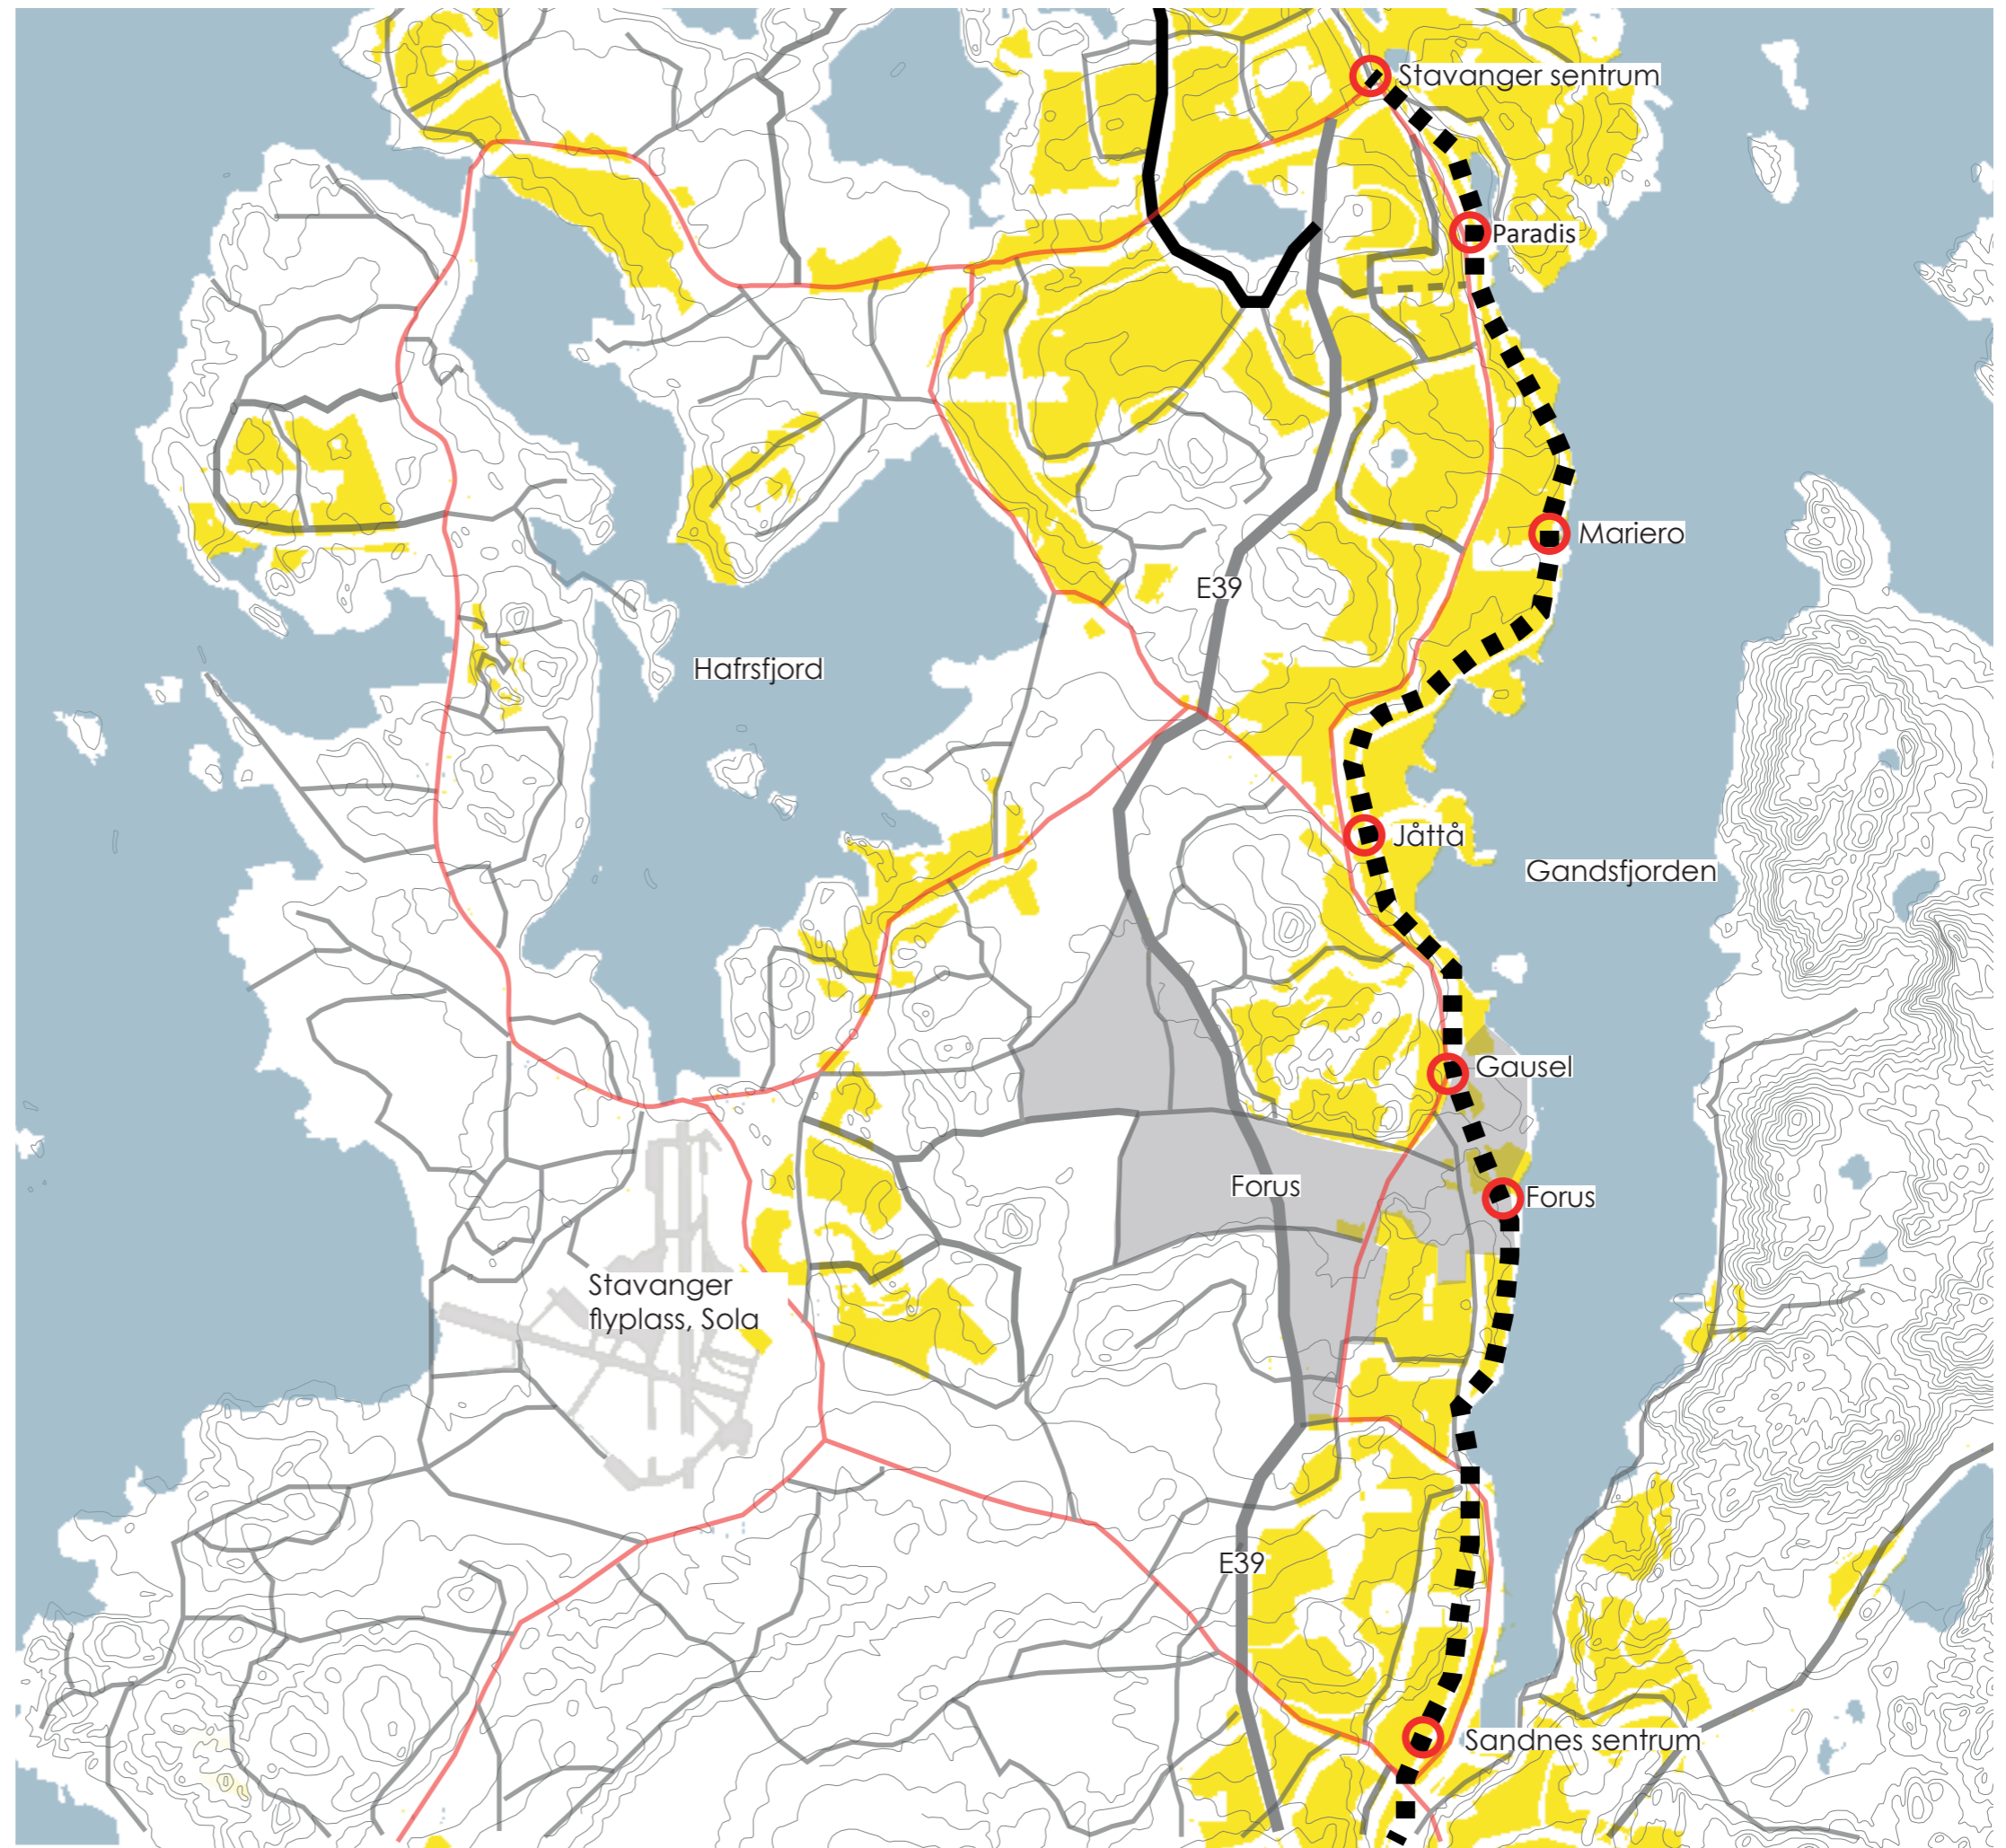 Stavanger sentrum
Paradis
Mariero
E39
Hafrsfjord
Jåttå
Gandsfjorden
Gausel
Forus
Forus
Stavanger
flyplass, Sola
E39
Sandnes sentrum